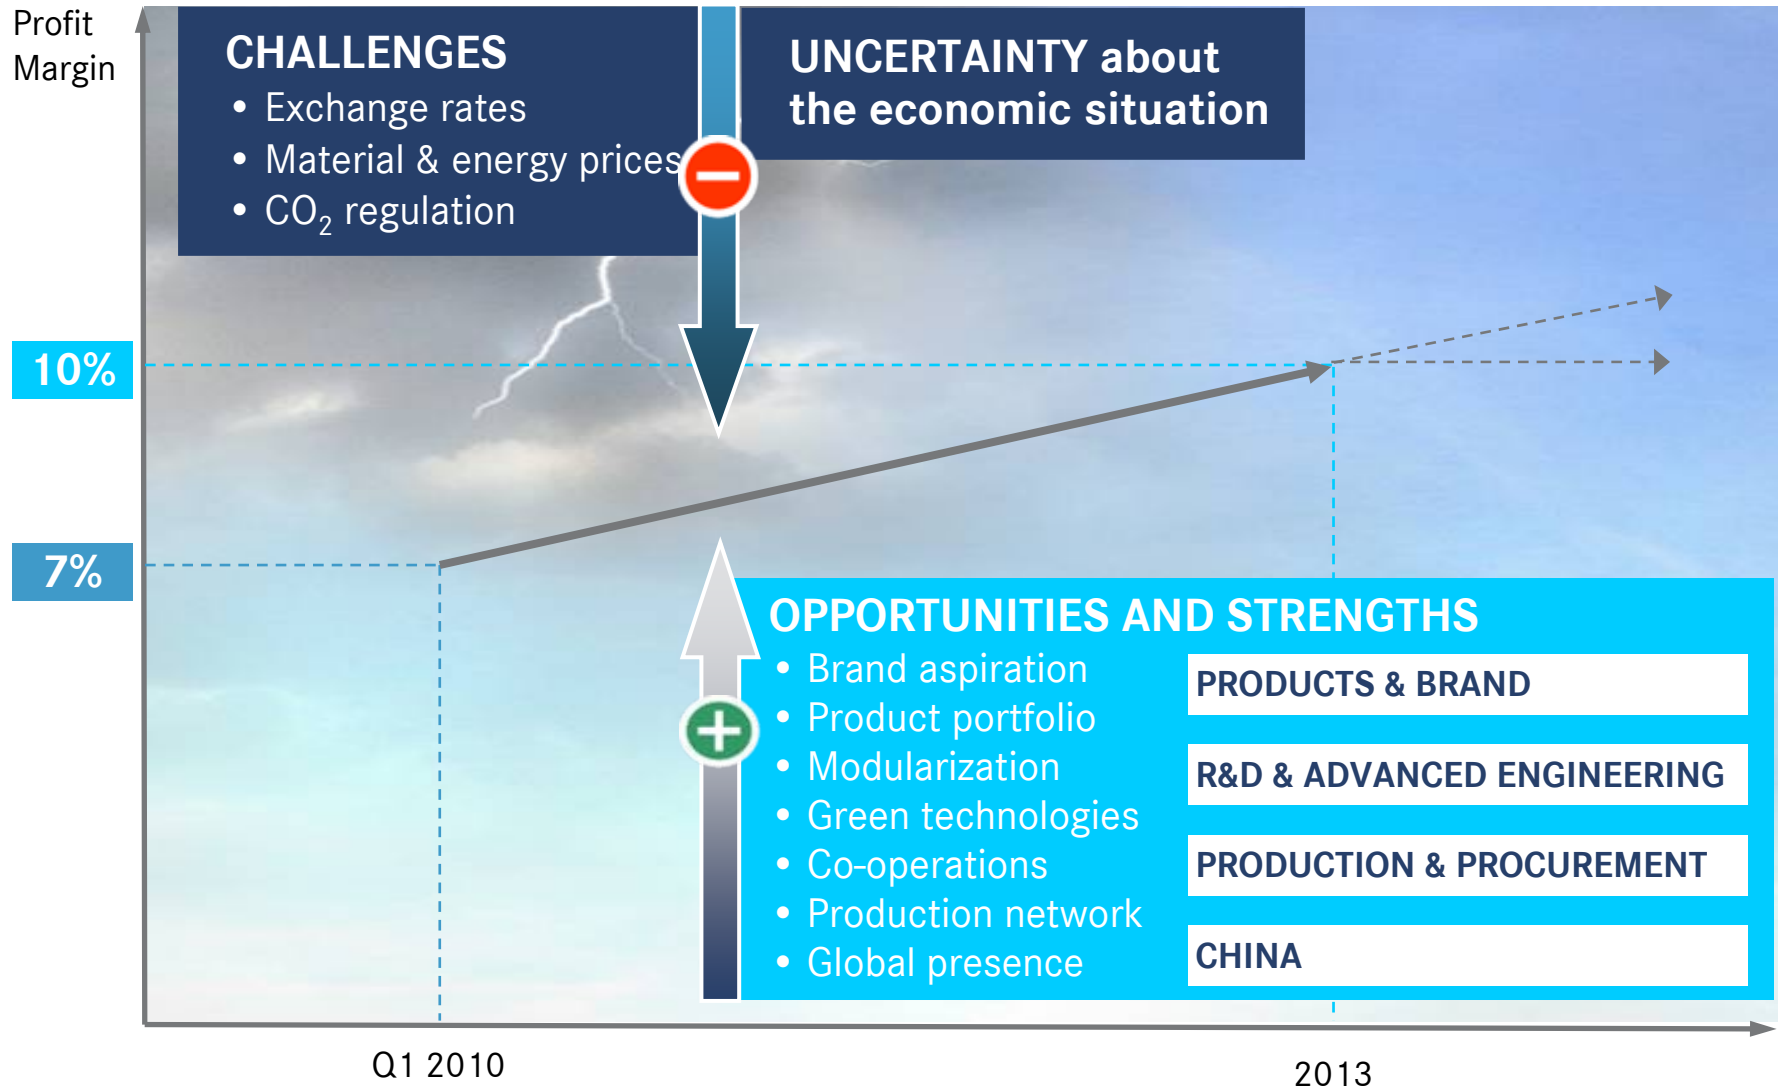 Profit
Margin
CHALLENGES
• Exchange rates
• Material & energy prices
• CO₂ regulation
UNCERTAINTY about
the economic situation
10%
7%
OPPORTUNITIES AND STRENGTHS
• Brand aspiration
• Product portfolio
• Modularization
• Green technologies
• Co-operations
• Production network
• Global presence
PRODUCTS & BRAND
R&D & ADVANCED ENGINEERING
PRODUCTION & PROCUREMENT
CHINA
Q1 2010
2013